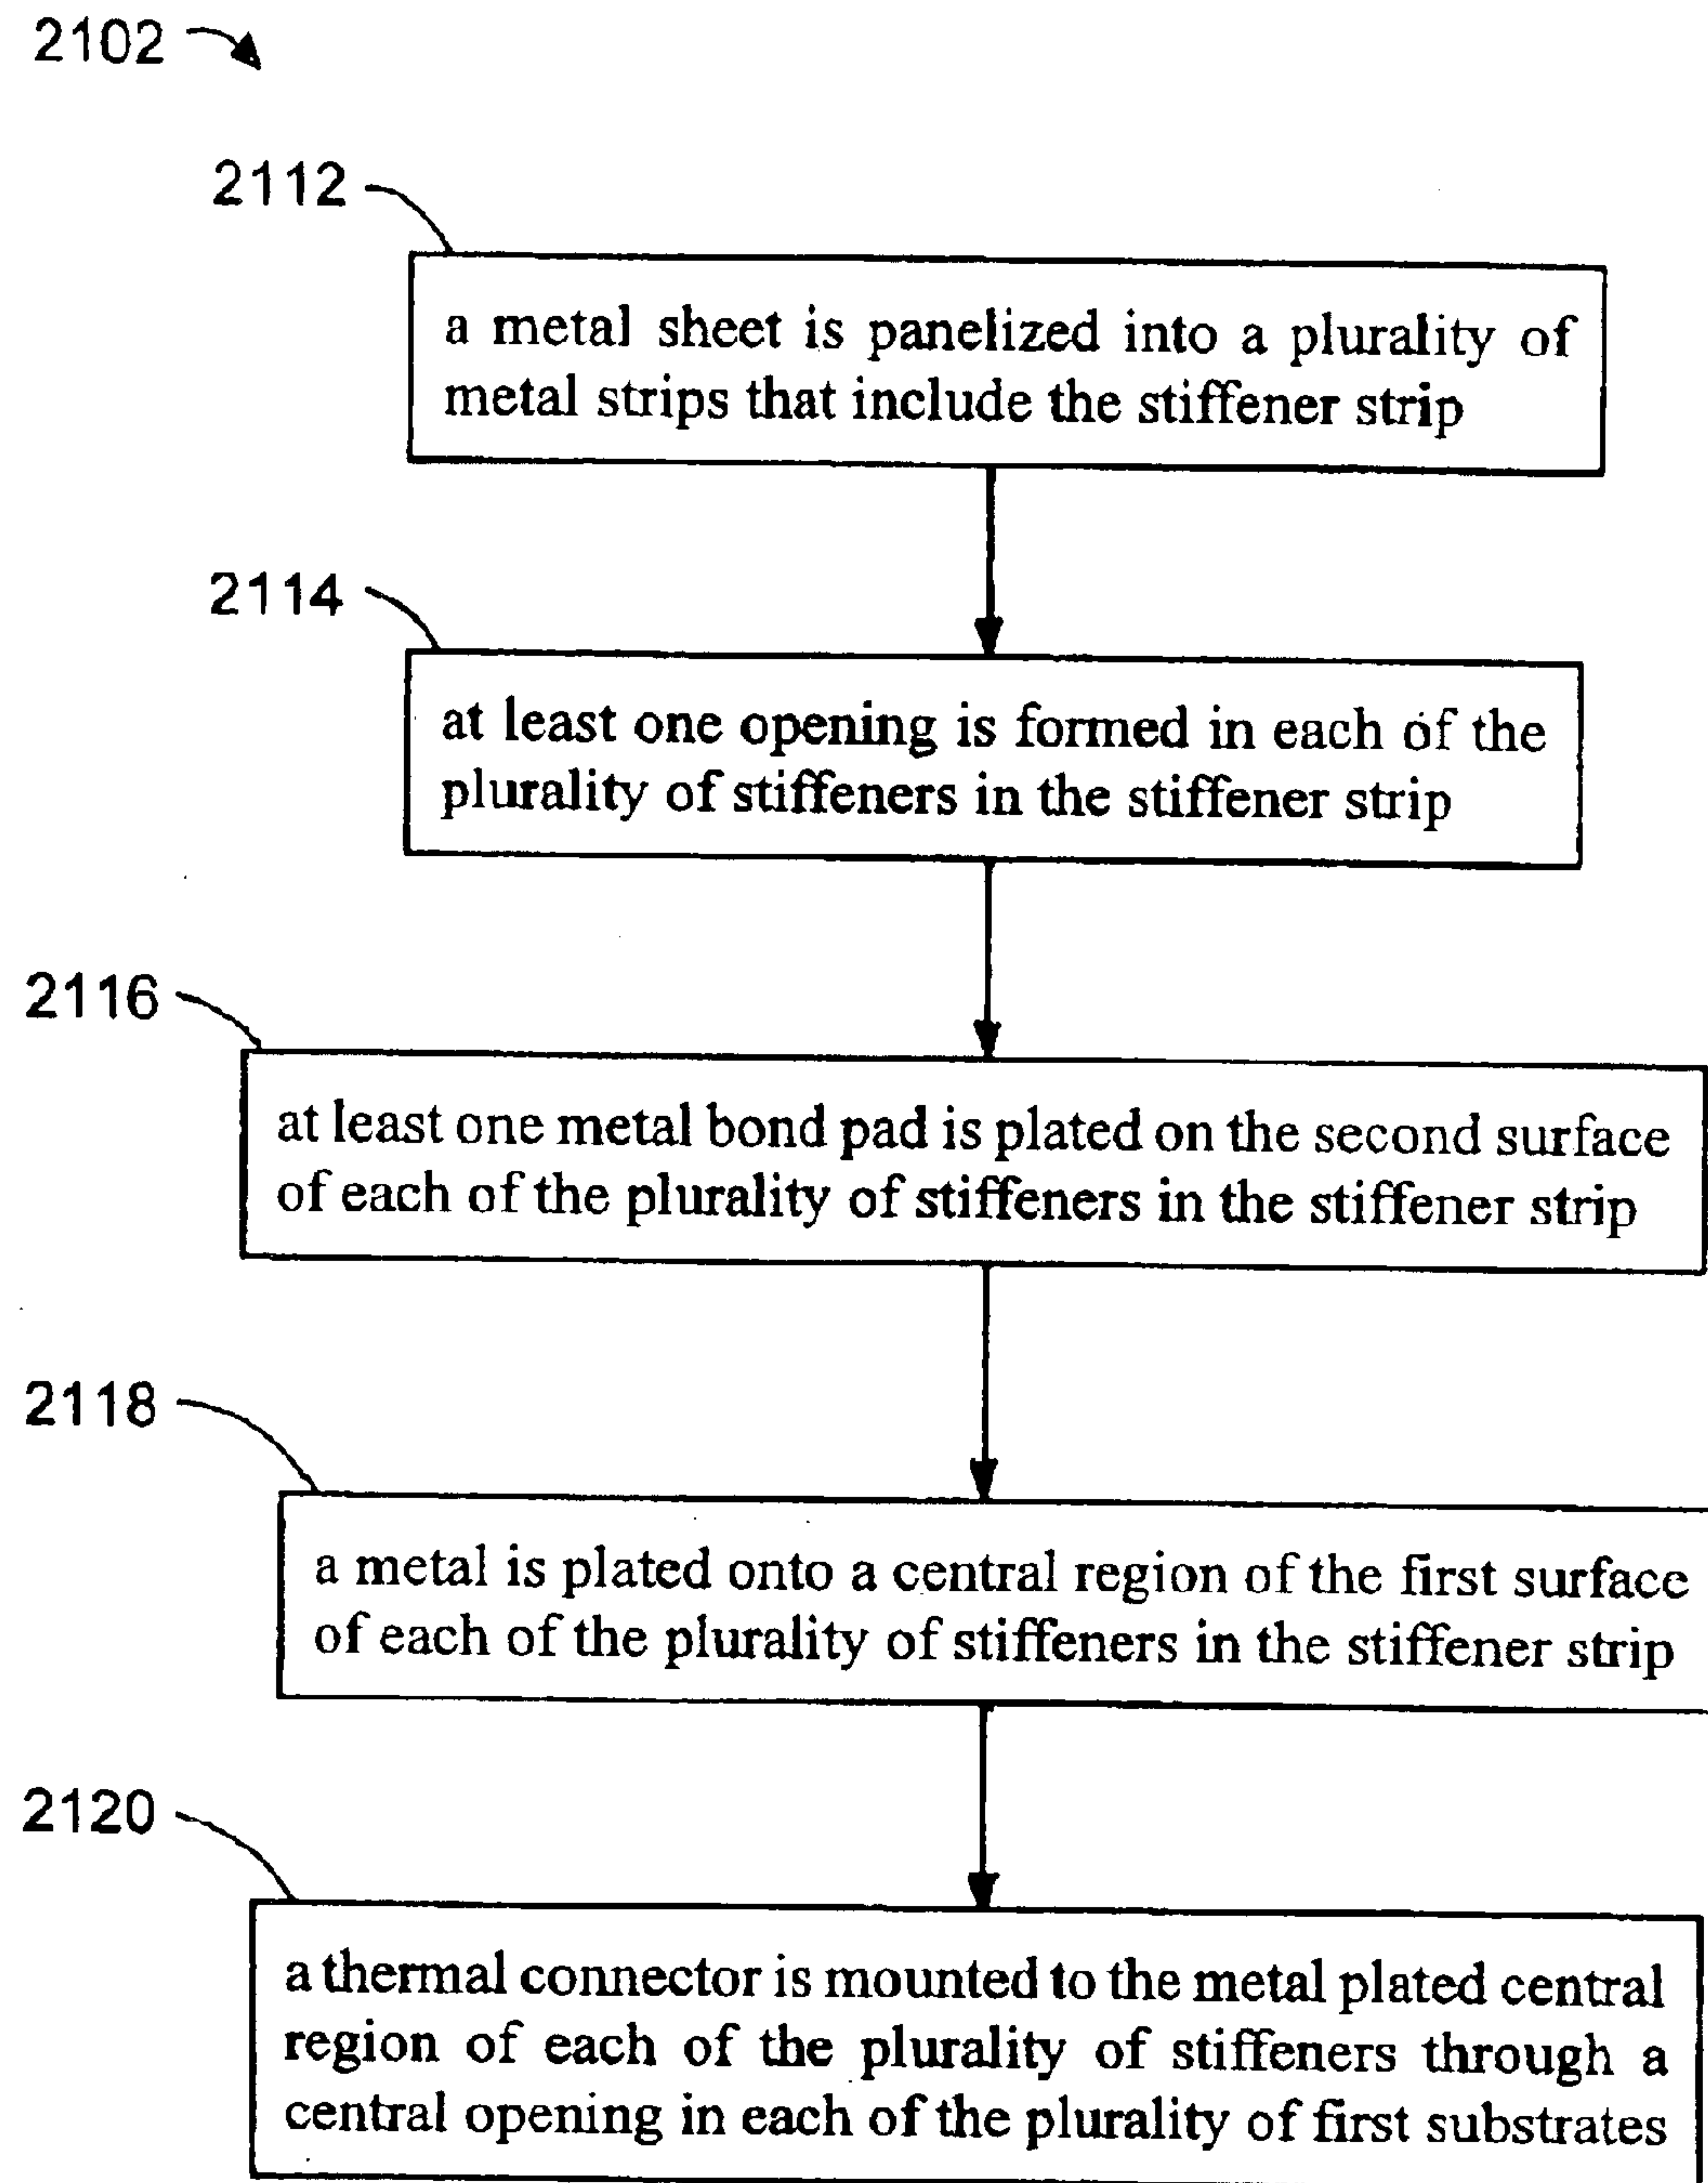 2102
2112
a metal sheet is panelized into a plurality of
metal strips that include the stiffener strip
2114
at least one opening is formed in each of the
plurality of stiffeners in the stiffener strip
2116
at least one metal bond pad is plated on the second surface
of each of the plurality of stiffeners in the stiffener strip
2118
a metal is plated onto a central region of the first surface
of each of the plurality of stiffeners in the stiffener strip
2120
a thermal connector is mounted to the metal plated central
region of each of the plurality of stiffeners through a
central opening in each of the plurality of first substrates